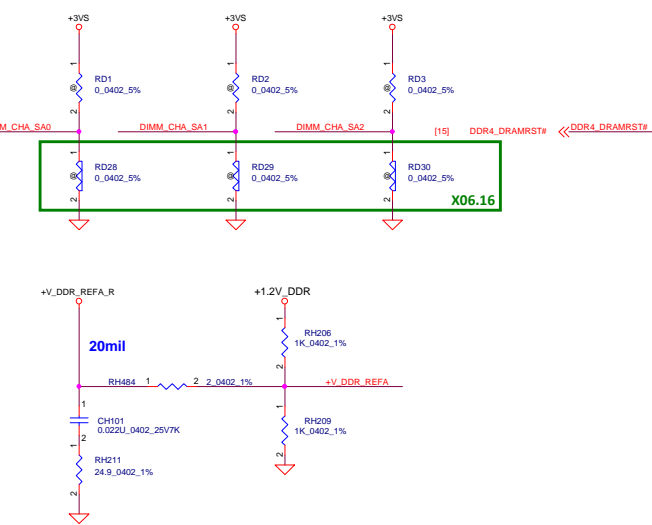 +3VS +3VS +3VS
1 1 1
RD1 RD2 RD3
@ 0_0402_5% @ 0_0402_5% @ 0_0402_5%
2 2 2
M_CHA_SA0 DIMM_CHA_SA1 DIMM_CHA_SA2 [15] DDR4_DRAMRST# DDR4_DRAMRST#
1 1 1
RD28 RD29 RD30
@ 0_0402_5% @ 0_0402_5% @ 0_0402_5%
2 2 2
X06.16
+V_DDR_REFA_R +1.2V_DDR
1
RH206
20mil 1K_0402_1%
2
RH484 1 2 2_0402_1% +V_DDR_REFA
1 1
CH101 RH209
0.022U_0402_25V7K 1K_0402_1%
2 2
1
RH211
24.9_0402_1%
2